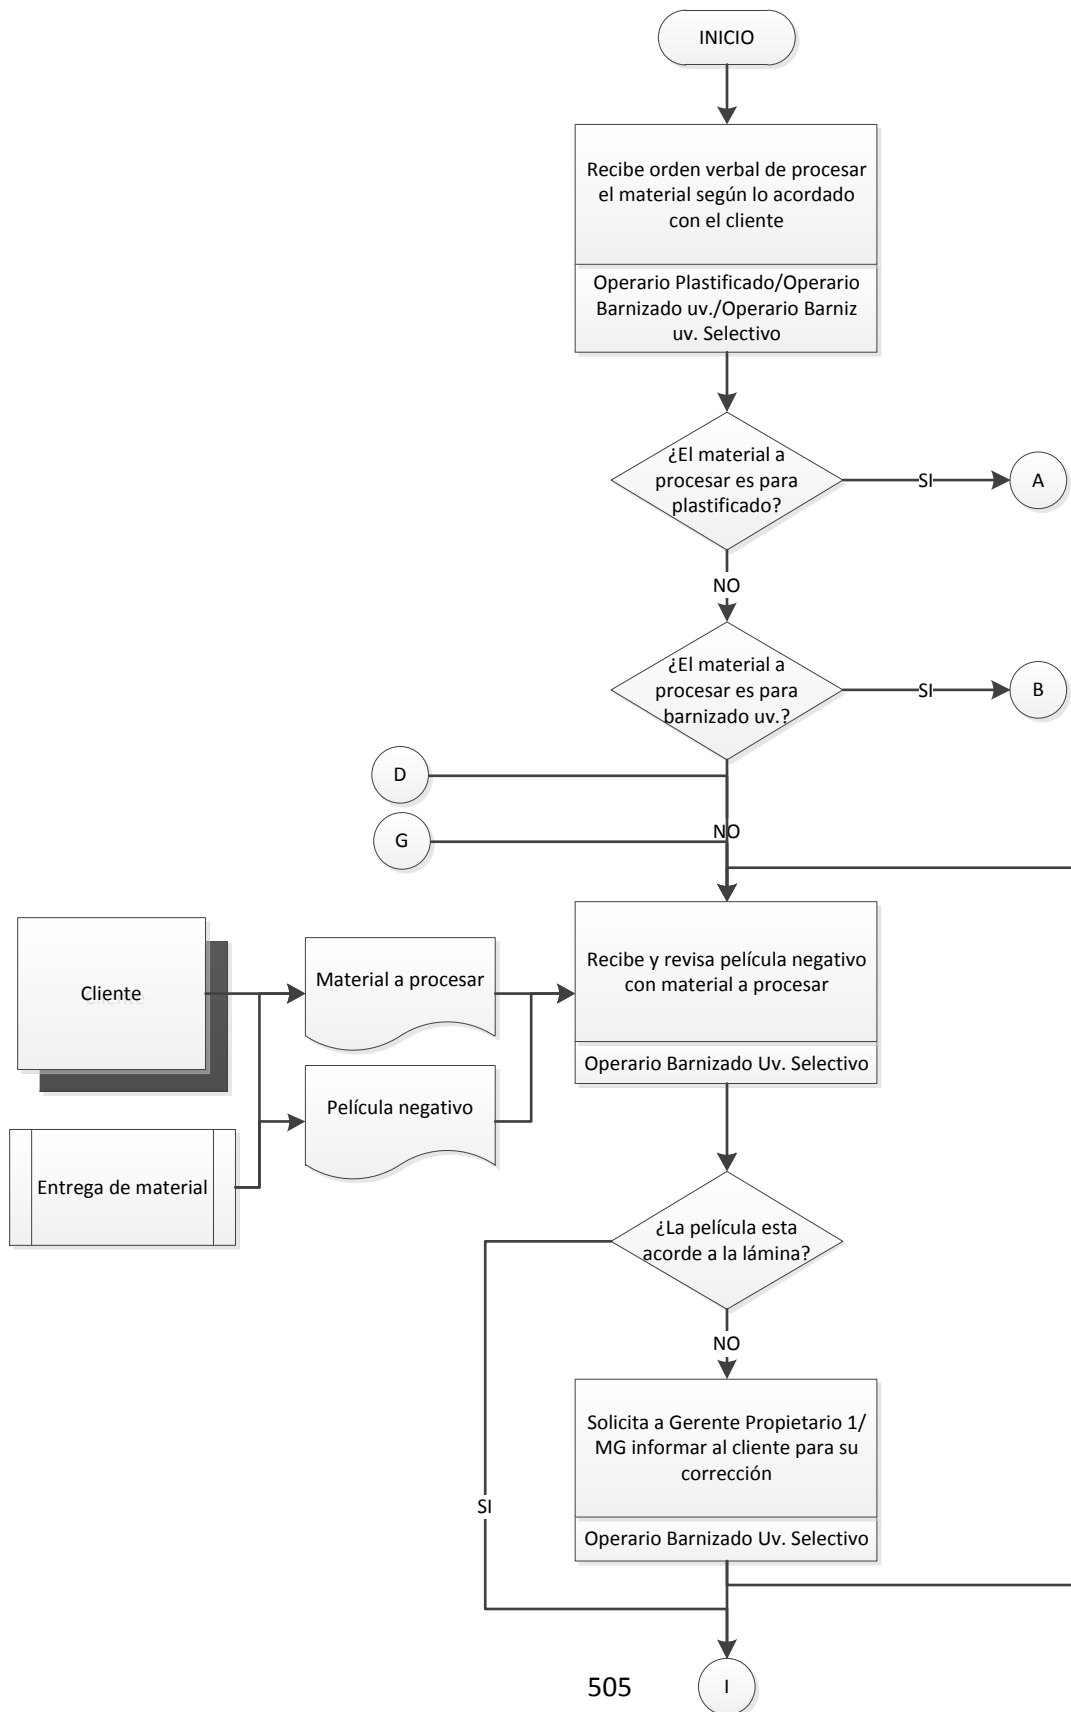 INICIO
Recibe orden verbal de procesar
el material según lo acordado
con el cliente
Operario Plastificado/Operario
Barnizado uv./Operario Barniz
uv. Selectivo
¿El material a
procesar es para
plastificado?
SI
A
NO
¿El material a
procesar es para
barnizado uv.?
SI
B
D
NO
G
Cliente
Material a procesar
Recibe y revisa película negativo
con material a procesar
Operario Barnizado Uv. Selectivo
Película negativo
Entrega de material
¿La película esta
acorde a la lámina?
NO
Solicita a Gerente Propietario 1/
MG informar al cliente para su
corrección
SI
Operario Barnizado Uv. Selectivo
505
I